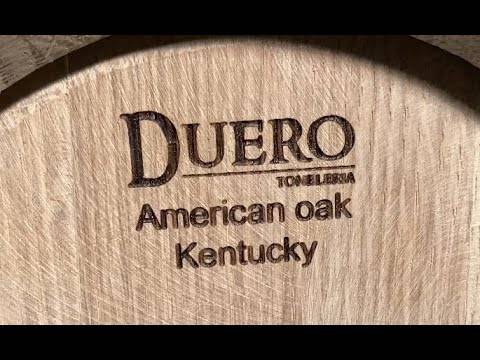 DUERO
TONELERIA
American oak
Kentucky